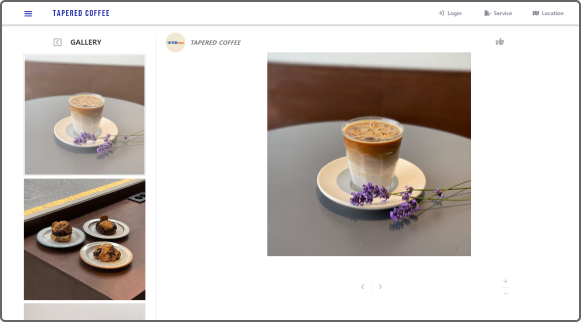 TAPERED COFFEE
Login
Service
Location
GALLERY
TAPERED COFFEE